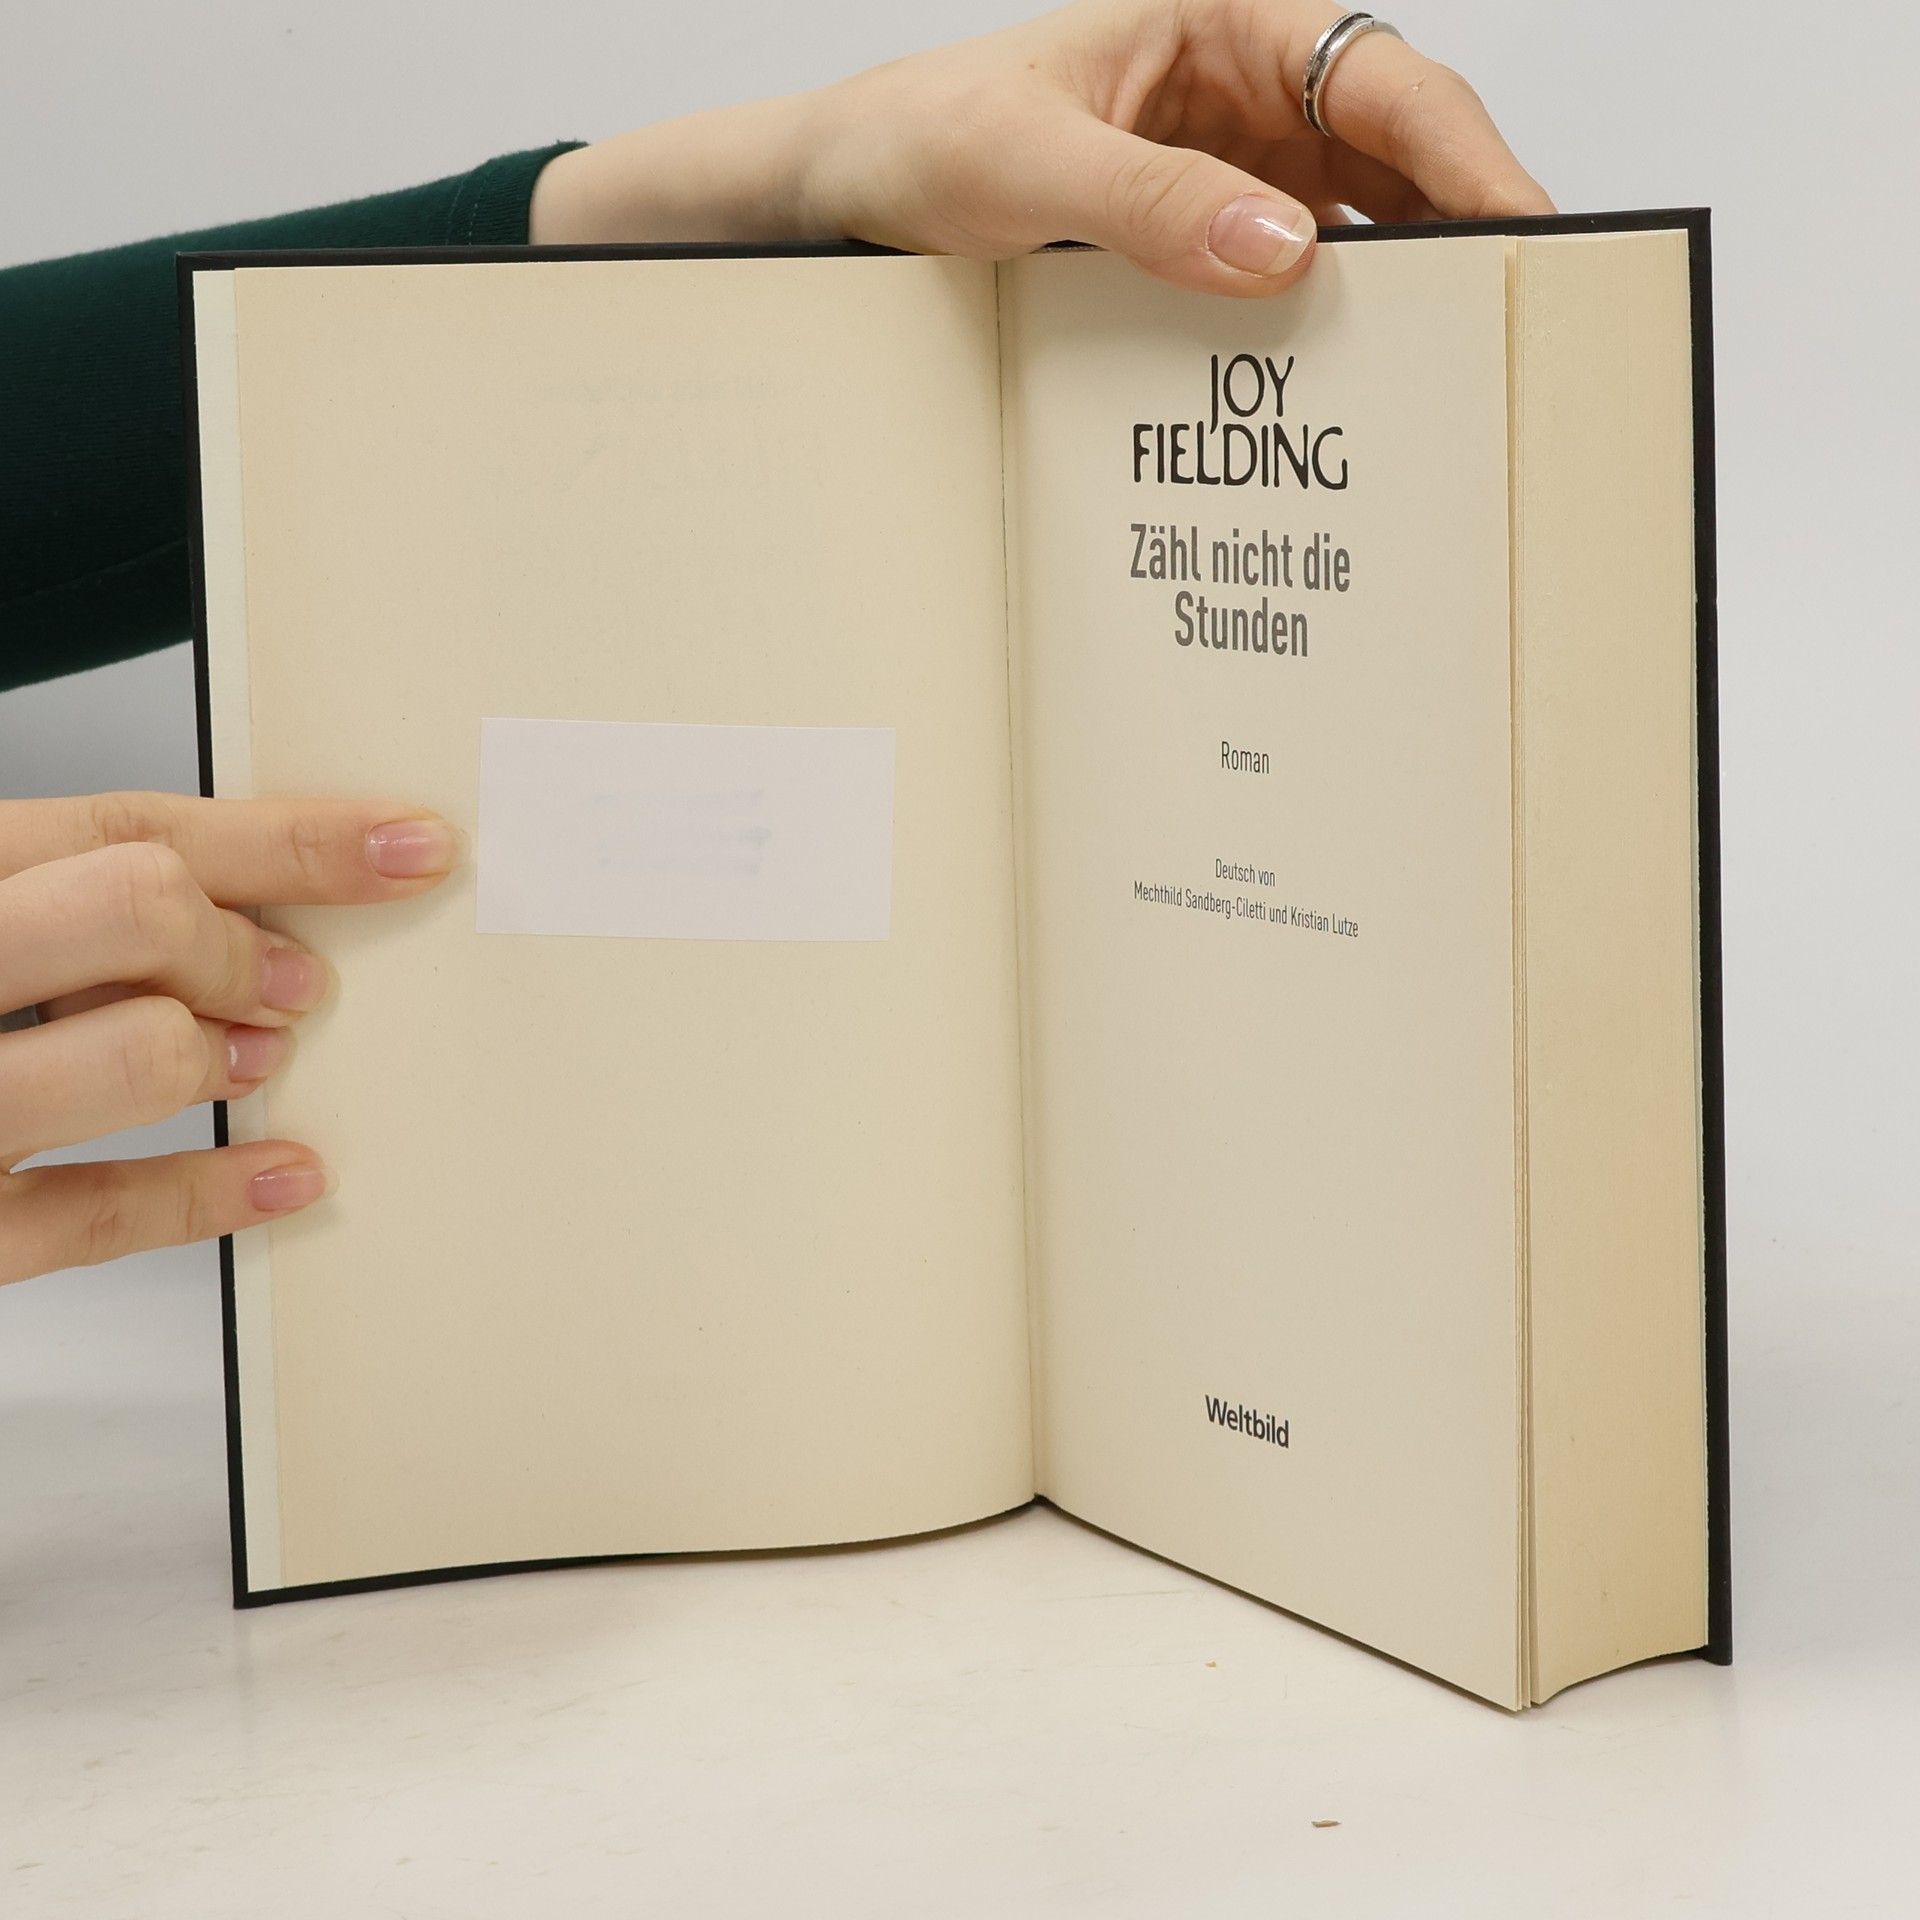 JOY
FIELDING
Zähl nicht die
Stunden
Roman
Deutsch von
Mechthild Sandberg-Ciletti und Kristian Lutze
Weltbild